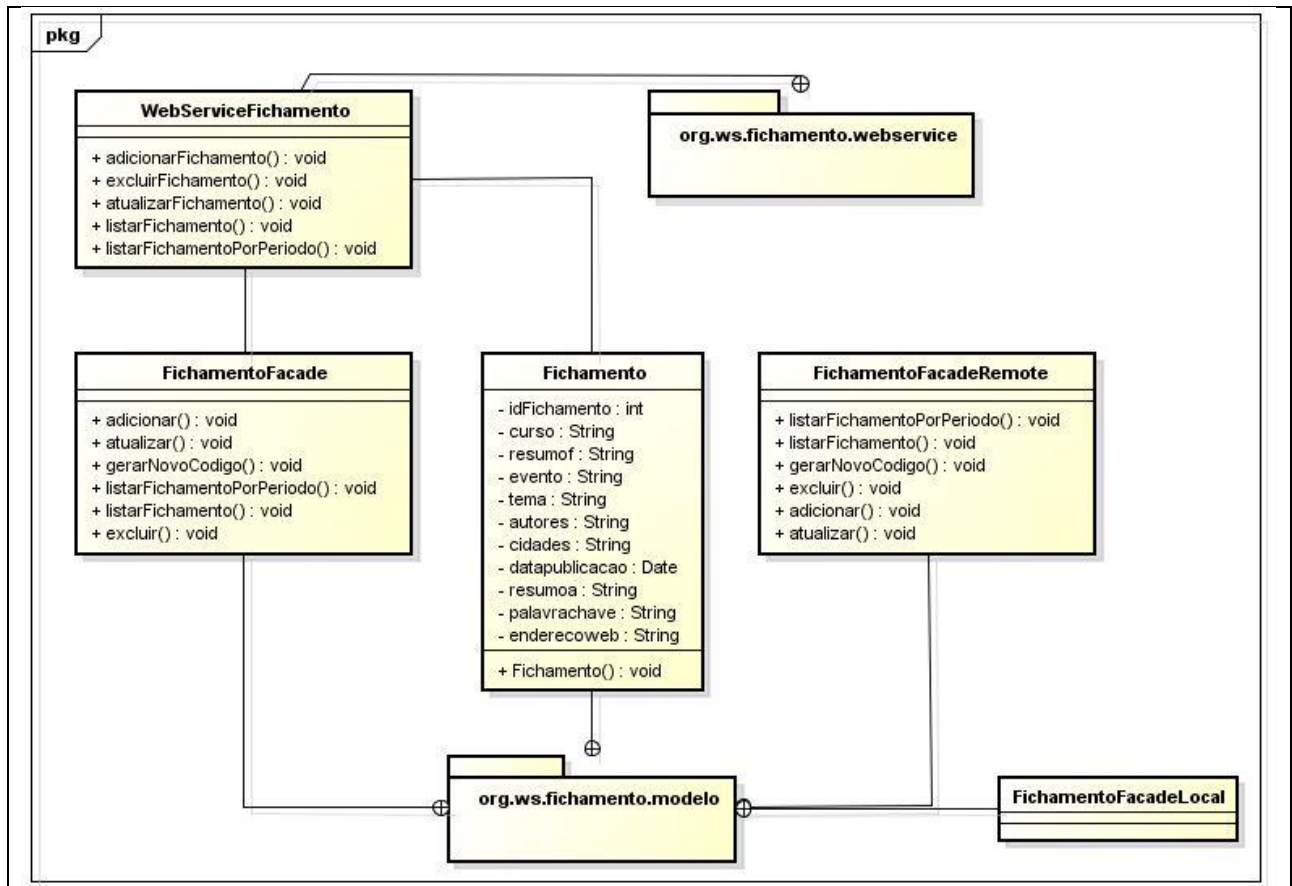 pkg
WebServiceFichamento
+ adicionarFichamento() : void
+ excluirFichamento() : void
+ atualizarFichamento() : void
+ listarFichamento() : void
+ listarFichamentoPorPeriodo() : void
org.ws.fichamento.webservice
FichamentoFacade
+ adicionar() : void
+ atualizar() : void
+ gerarNovoCodigo() : void
+ listarFichamentoPorPeriodo() : void
+ listarFichamento() : void
+ excluir() : void
Fichamento
- idFichamento : int
- curso : String
- resumof : String
- evento : String
- tema : String
- autores : String
- cidades : String
- datapublicacao : Date
- resumoa : String
- palavrachave : String
- enderecoweb : String
+ Fichamento() : void
FichamentoFacadeRemote
+ listarFichamentoPorPeriodo() : void
+ listarFichamento() : void
+ gerarNovoCodigo() : void
+ excluir() : void
+ adicionar() : void
+ atualizar() : void
org.ws.fichamento.modelo
FichamentoFacadeLocal